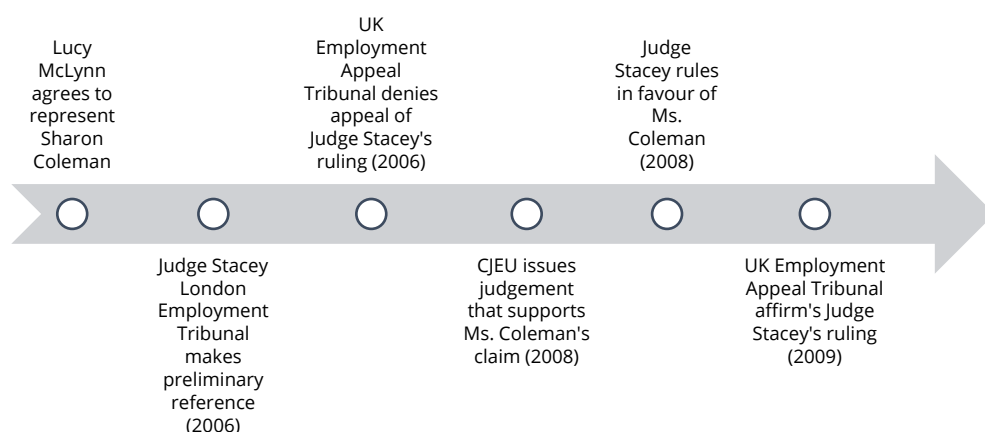 Lucy
McLynn
agrees to
represent
Sharon
Coleman
Judge Stacey
London
Employment
Tribunal
makes
preliminary
reference
(2006)
UK
Employment
Appeal
Tribunal denies
appeal of
Judge Stacey's
ruling (2006)
CJEU issues
judgement
that supports
Ms. Coleman's
claim (2008)
Judge
Stacey rules
in favour of
Ms.
Coleman
(2008)
UK Employment
Appeal Tribunal
affirm's Judge
Stacey's ruling
(2009)